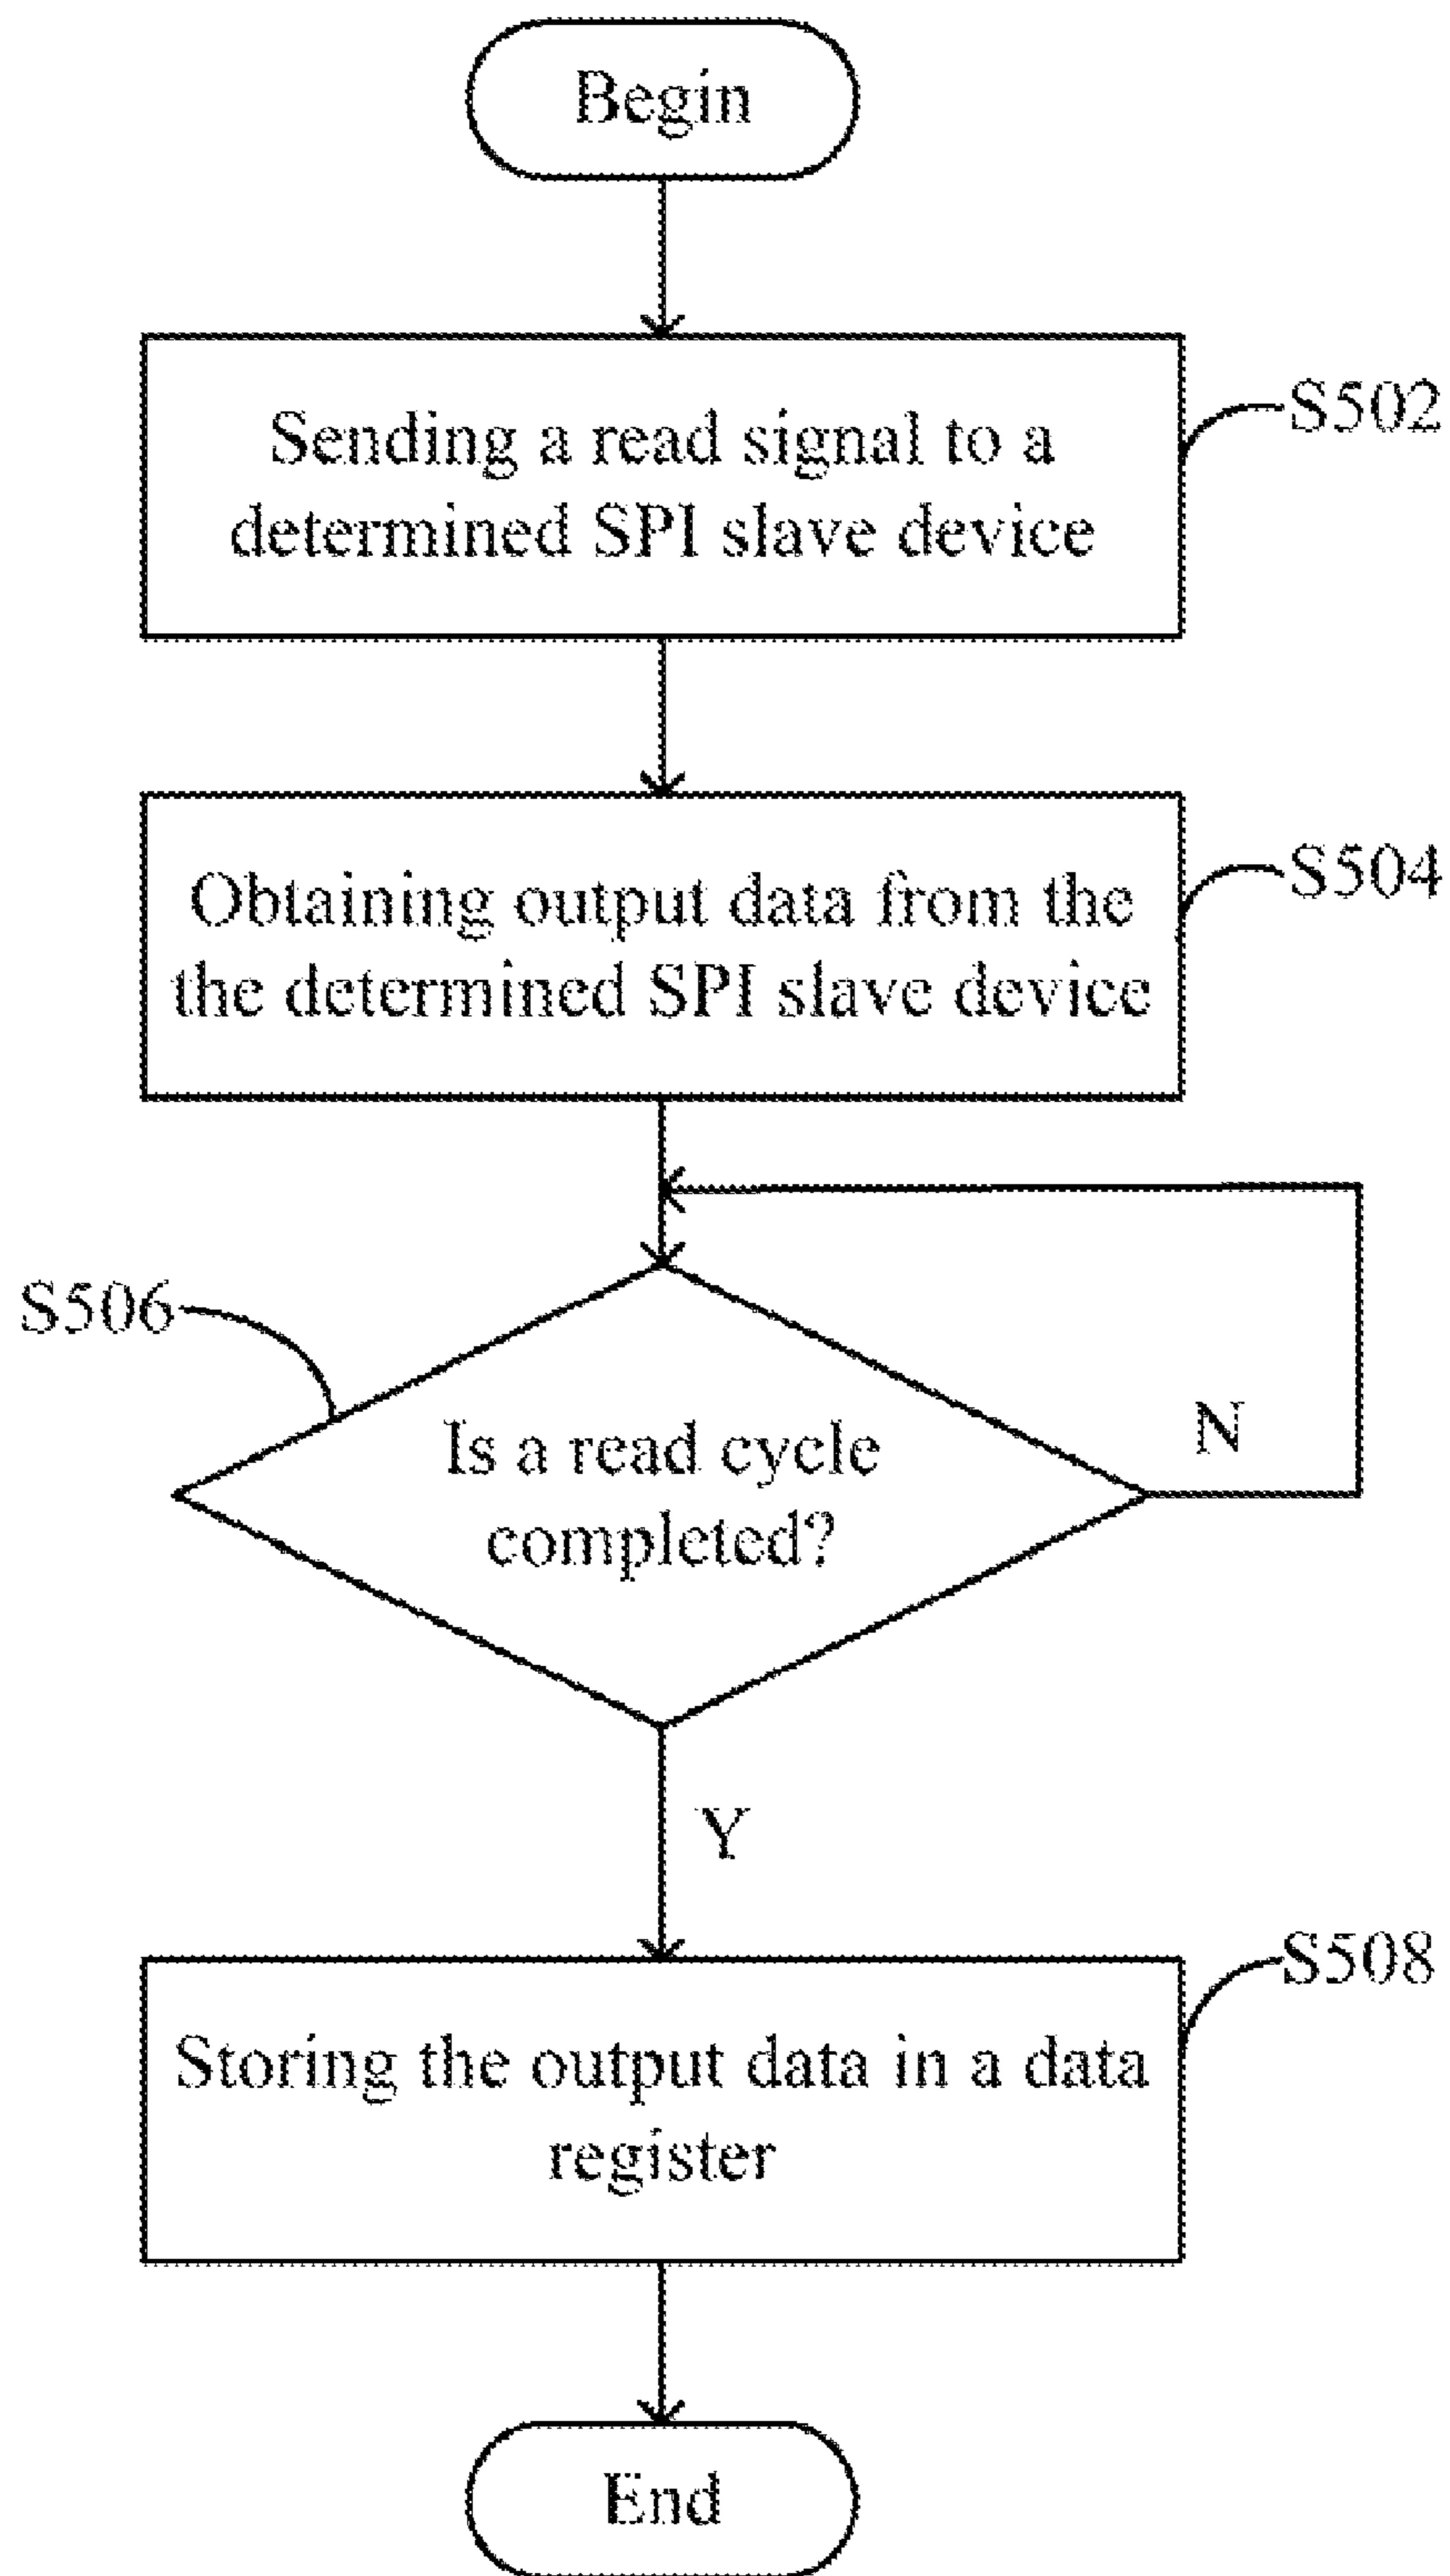 Begin
Sending a read signal to a
determined SPI slave device
S502
Obtaining output data from the
the determined SPI slave device
S504
S506
Is a read cycle
completed?
N
Y
Storing the output data in a data
register
S508
End